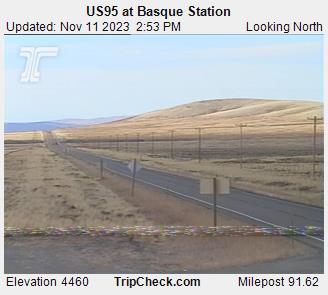 US95 at Basque Station
Updated: Nov 11 2023 2:53 PM Looking North
Elevation 4460 TripCheck.com Milepost 91.62